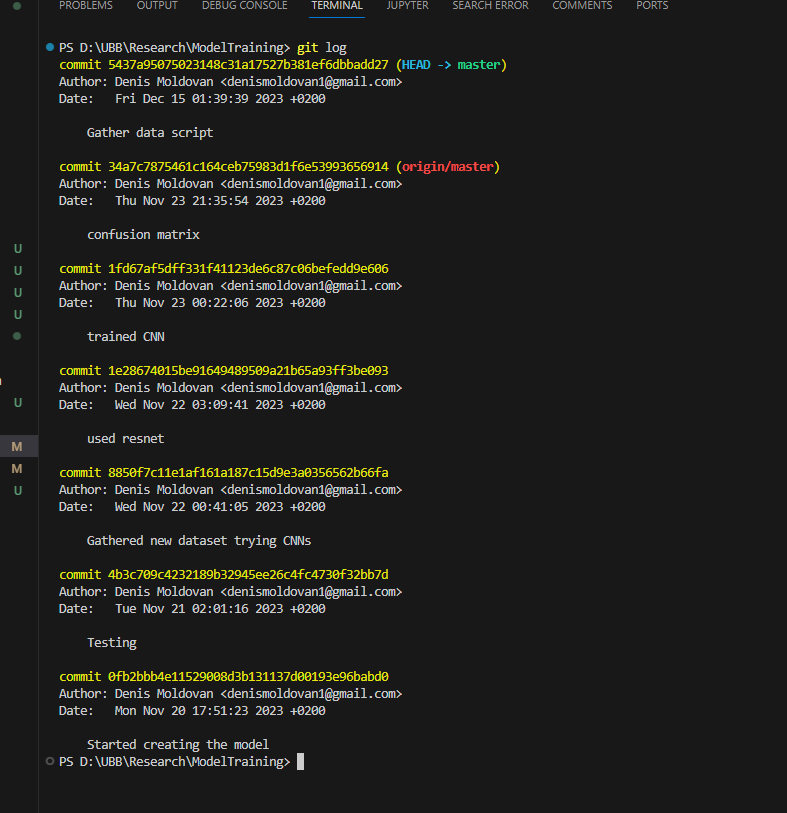 PROBLEMS OUTPUT DEBUG CONSOLE TERMINAL JUPYTER SEARCH ERROR COMMENTS PORTS
PS D:\UBB\Research\ModelTraining> git log
commit 5437a95075023148c31a17527b381ef6dbbadd27 (HEAD -> master)
Author: Denis Moldovan <denismoldovan1@gmail.com>
Date:   Fri Dec 15 01:39:39 2023 +0200
Gather data script
commit 34a7c7875461c164ceb75983d1f6e53993656914 (origin/master)
Author: Denis Moldovan <denismoldovan1@gmail.com>
Date:   Thu Nov 23 21:35:54 2023 +0200
confusion matrix
U
commit 1fd67af5dff331f41123de6c87c06befedd9e606
U
Author: Denis Moldovan <denismoldovan1@gmail.com>
U
Date:   Thu Nov 23 00:22:06 2023 +0200
U
trained CNN
commit 1e28674015be91649489509a21b65a93ff3be093
Author: Denis Moldovan <denismoldovan1@gmail.com>
U
Date:   Wed Nov 22 03:09:41 2023 +0200
used resnet
M
M
commit 8850f7c11e1af161a187c15d9e3a0356562b66fa
U
Author: Denis Moldovan <denismoldovan1@gmail.com>
Date:   Wed Nov 22 00:41:05 2023 +0200
Gathered new dataset trying CNNs
commit 4b3c709c4232189b32945ee26c4fc4730f32bb7d
Author: Denis Moldovan <denismoldovan1@gmail.com>
Date:   Tue Nov 21 02:01:16 2023 +0200
Testing
commit 0fb2bbb4e11529008d3b131137d00193e96babd0
Author: Denis Moldovan <denismoldovan1@gmail.com>
Date:   Mon Nov 20 17:51:23 2023 +0200
Started creating the model
PS D:\UBB\Research\ModelTraining>